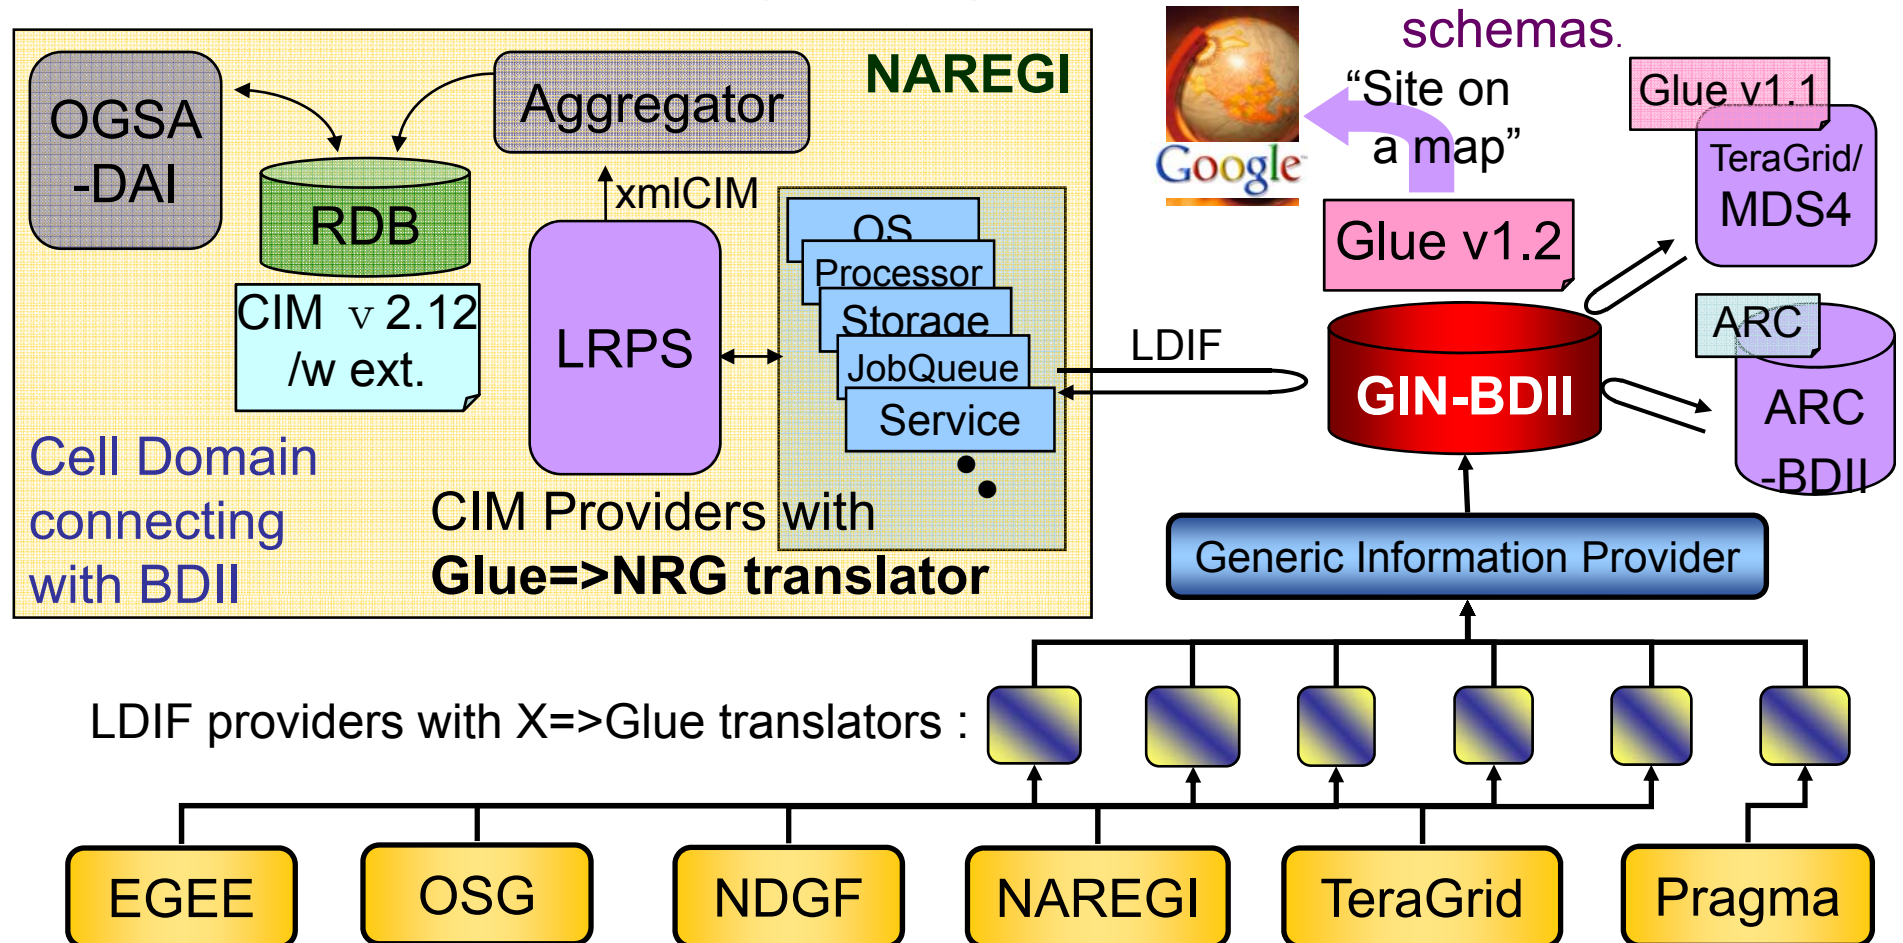 schemas.
NAREGI
OGSA
-DAI
Aggregator
RDB
xmlCIM
CIM v 2.12
/w ext.
LRPS
OS
Processor
Storage
JobQueue
Service
Cell Domain
connecting
with BDII
CIM Providers with
Glue=>NRG translator
Google™
“Site on
a map”
Glue v1.1
TeraGrid/
MDS4
Glue v1.2
LDIF
GIN-BDII
ARC
ARC
-BDII
Generic Information Provider
LDIF providers with X=>Glue translators :
EGEE
OSG
NDGF
NAREGI
TeraGrid
Pragma